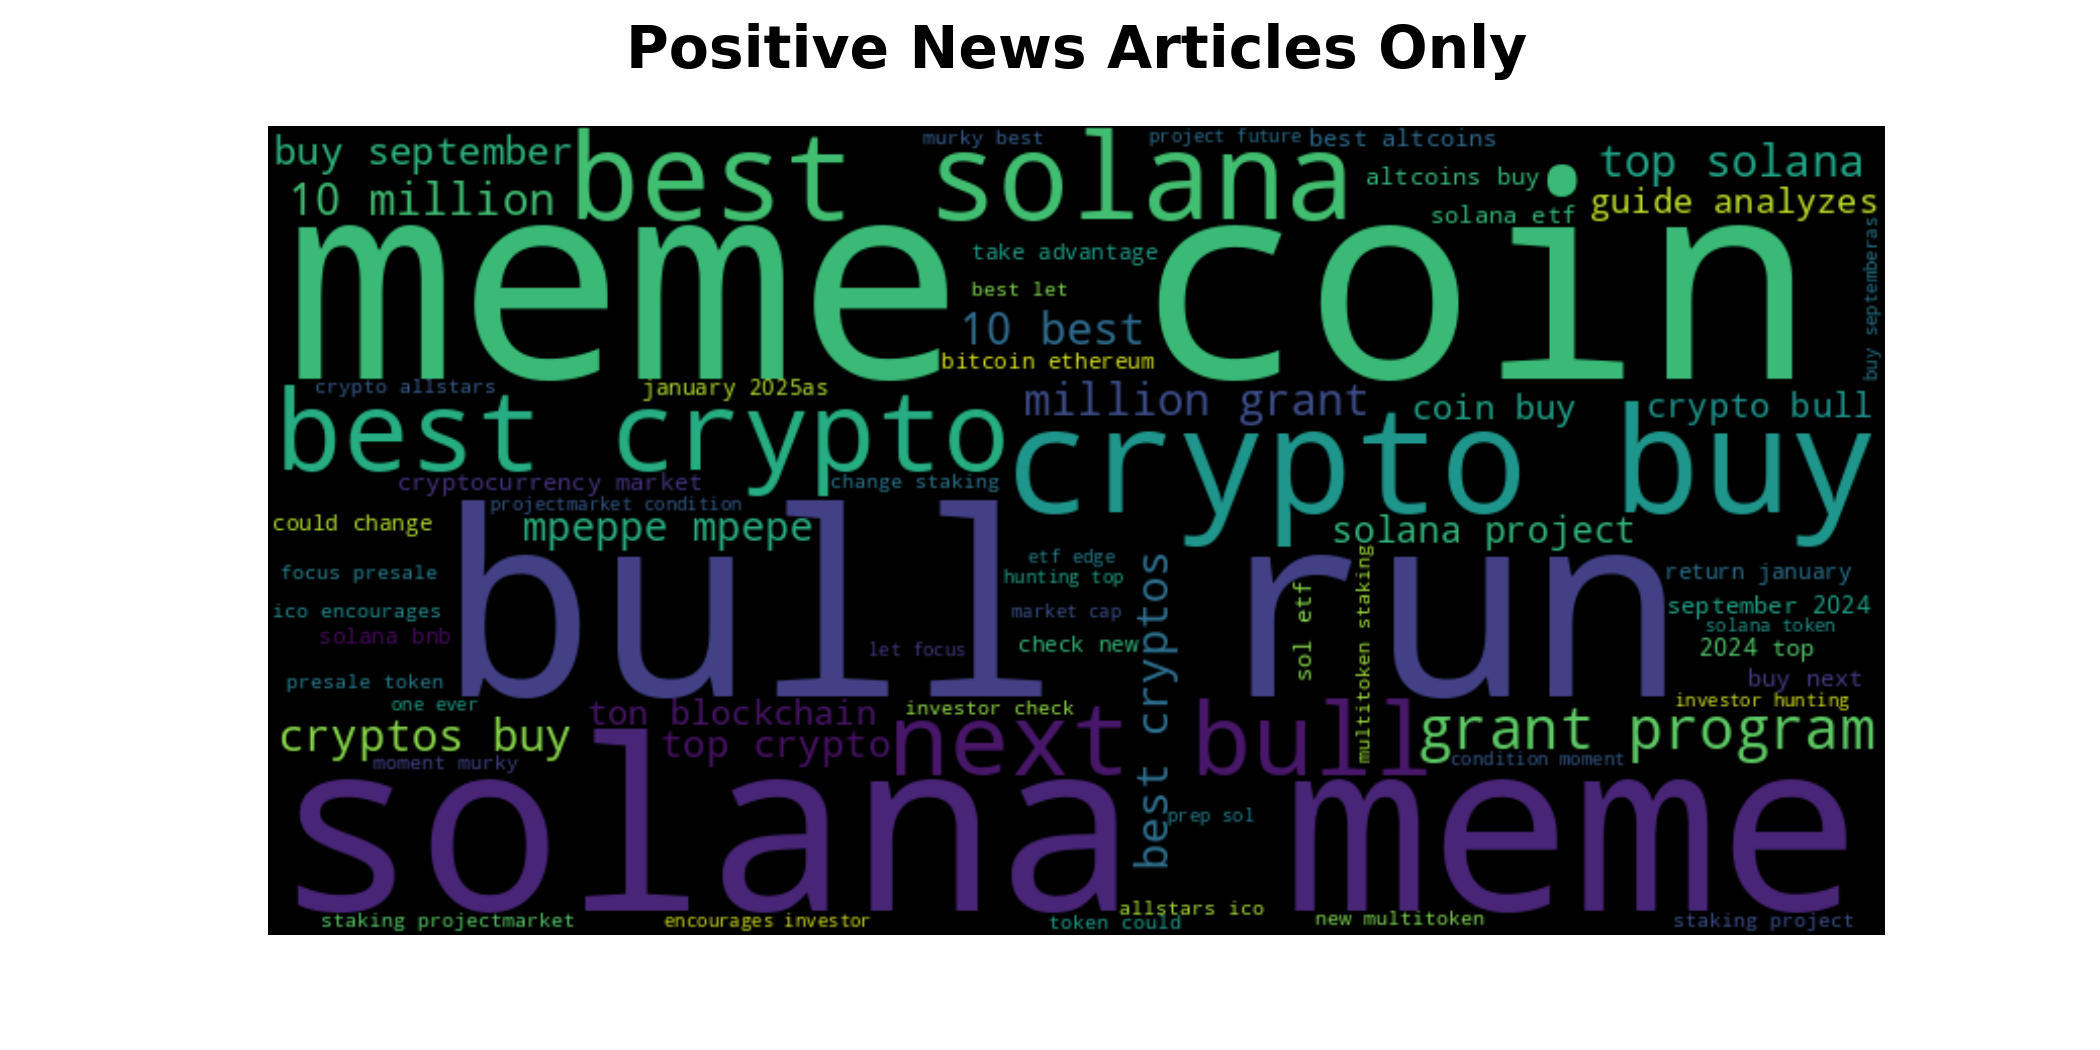 Positive News Articles Only
buy september
best solana
murky best
project future
best altcoins
top solana
10 million
altcoins buy
guide analyzes
solana etf
meme coin
take advantage
best let
10 best
bitcoin ethereum
buy septemberas
crypto allstars
january 2025as
million grant
coin buy
crypto bull
best crypto
crypto buy
cryptocurrency market
change staking
projectmarket condition
could change
mpeppe mpepe
solana project
bull run
etf edge
focus presale
hunting top
return january
ico encourages
market cap
september 2024
solana bnb
let focus
check new
best cryptos
sol etf
multitoken staking
solana token
2024 top
presale token
buy next
one ever
investor check
investor hunting
ton blockchain
cryptos buy
top crypto
next bull
grant program
moment murky
condition moment
solana meme
prep sol
staking projectmarket
encourages investor
allstars ico
token could
new multitoken
staking project